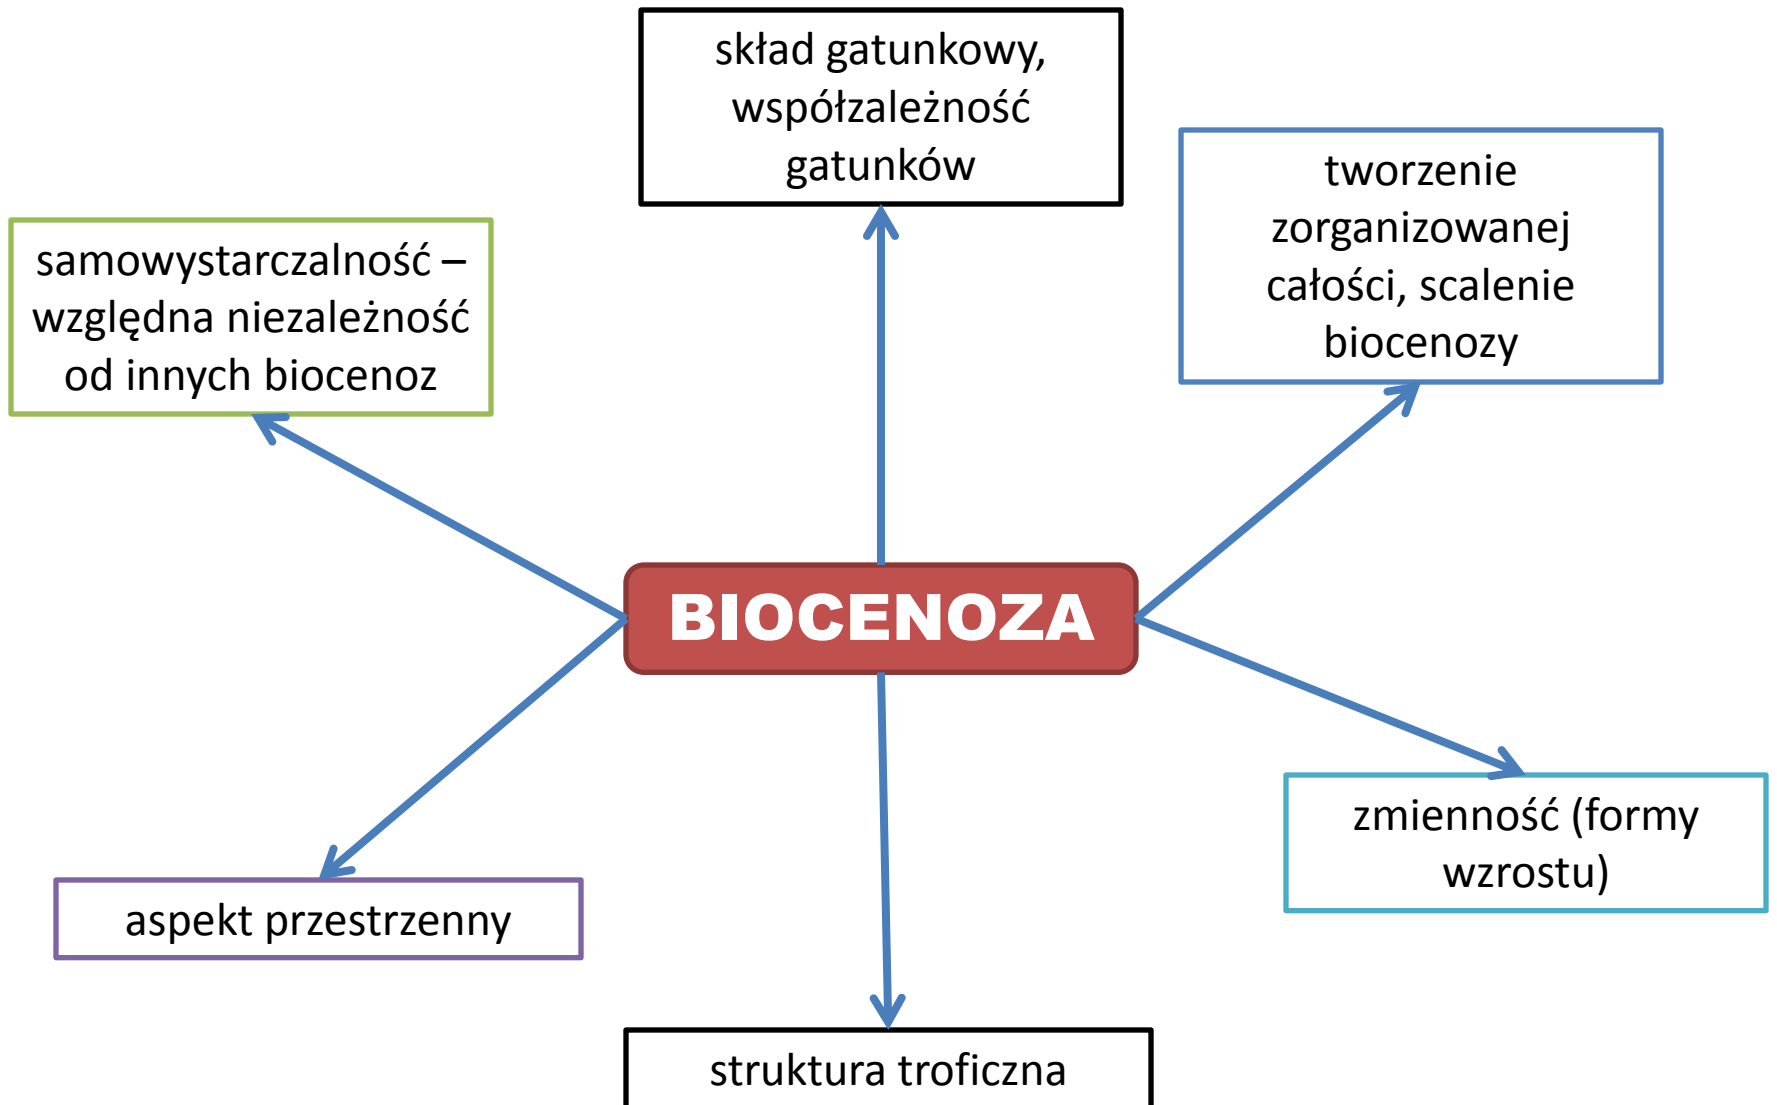 skład gatunkowy,
współzależność
gatunków
tworzenie
zorganizowanej
całości, scalenie
biocenozy
samowystarczalność –
względna niezależność
od innych biocenoz
BIOCENOZA
zmienność (formy
wzrostu)
aspekt przestrzenny
struktura troficzna